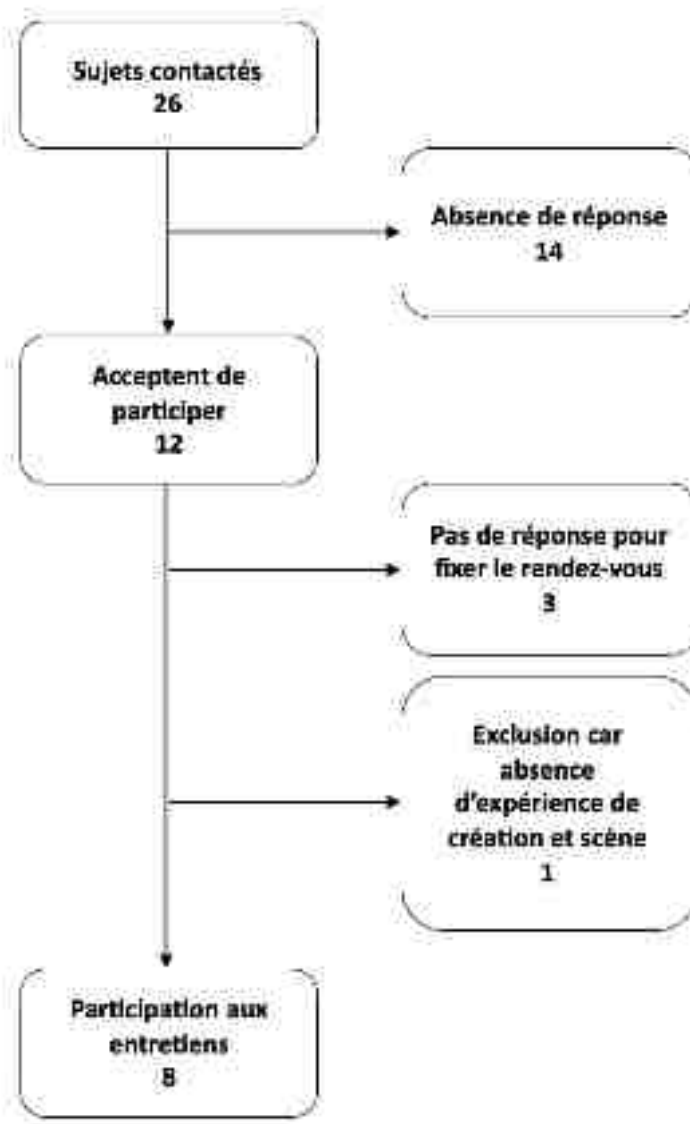 Sujets contactés
26
Absence de réponse
14
Acceptent de
participer
12
Pas de réponse pour
fixer le rendez-vous
3
Exclusion car
absence
d'expérience de
création et scène
1
Participation aux
entretiens
8